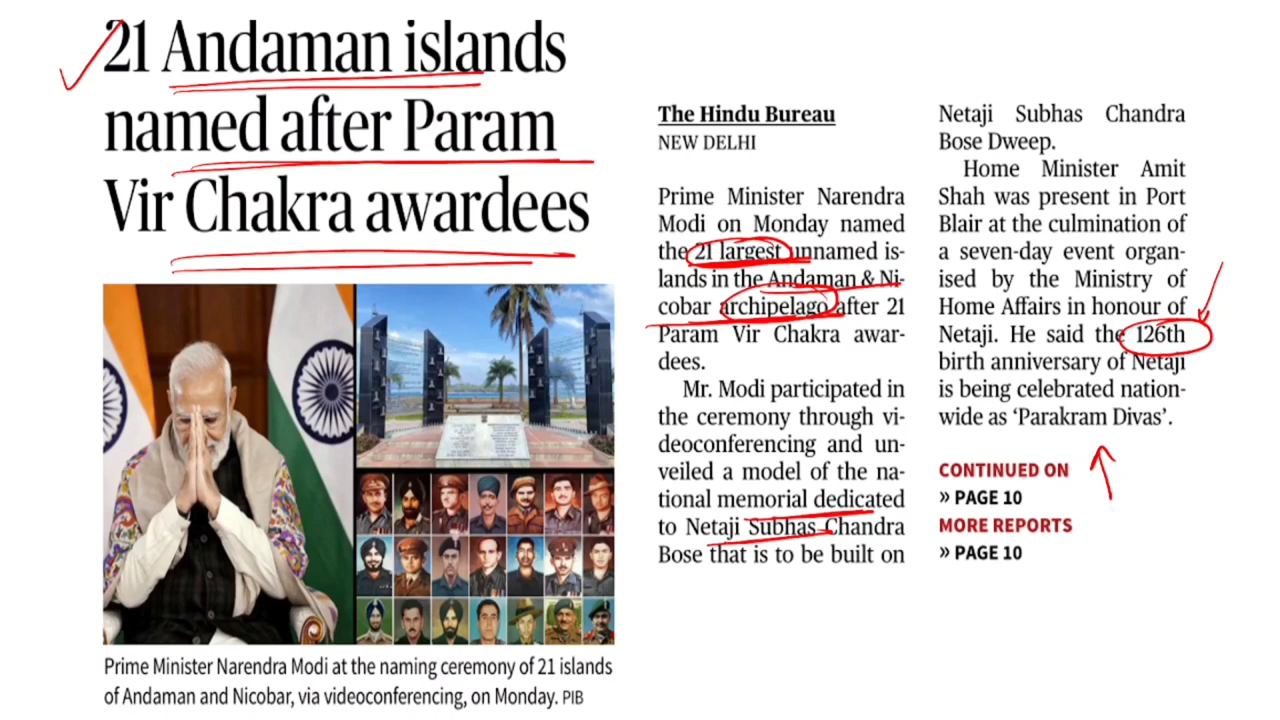 21 Andaman islands
named after Param
Vir Chakra awardees
Prime Minister Narendra Modi at the naming ceremony of 21 islands
of Andaman and Nicobar, via videoconferencing, on Monday. PIB
The Hindu Bureau
NEW DELHI
Prime Minister Narendra
Modi on Monday named
the 21 largest unnamed is-
lands in the Andaman & Ni-
cobar archipelago after 21
Param Vir Chakra awar-
dees.
Mr. Modi participated in
the ceremony through vi-
deoconferencing and un-
veiled a model of the na-
tional memorial dedicated
to Netaji Subhas Chandra
Bose that is to be built on
Netaji Subhas Chandra
Bose Dweep.
Home Minister Amit
Shah was present in Port
Blair at the culmination of
a seven-day event organ-
ised by the Ministry of
Home Affairs in honour of
Netaji. He said the 126th
birth anniversary of Netaji
is being celebrated nation-
wide as ‘Parakram Divas’.
CONTINUED ON
» PAGE 10
MORE REPORTS
» PAGE 10